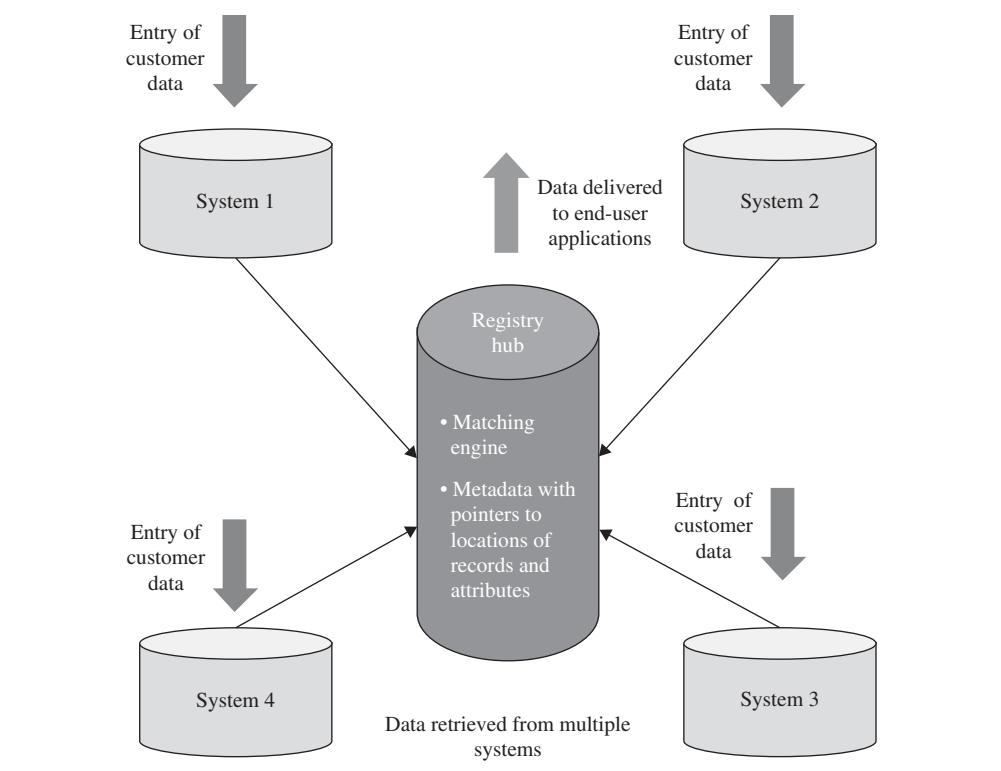 Entry of
customer
data
Entry of
customer
data
System 1
Data delivered
to end-user
applications
System 2
Registry
hub
• Matching
engine
• Metadata with
pointers to
locations of
records and
attributes
Entry of
customer
data
Entry of
customer
data
System 4
Data retrieved from multiple
systems
System 3